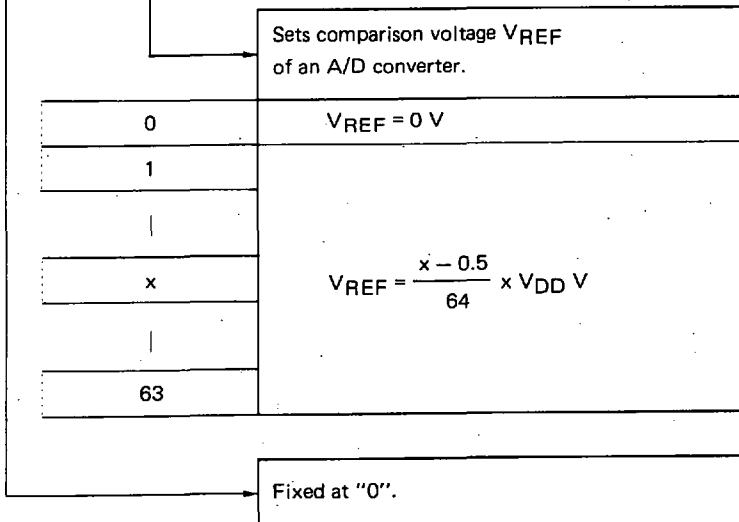 Sets comparison voltage VREF
of an A/D converter.
0
VREF = 0 V
1
|
x
VREF = x − 0.5 / 64 x VDD V
|
63
Fixed at "0".